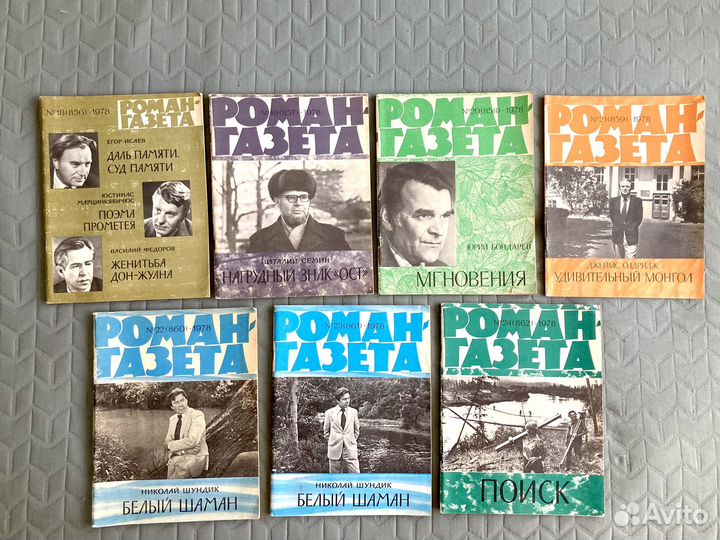 №18(856)·1978
РОМАН-
ГАЗЕТА
ЕГОР ИСАЕВ
ДАЛЬ ПАМЯТИ.
СУД ПАМЯТИ
ЮСТИНАС
МАРЦИНКЯВИЧЮС
ПОЭМА
ПРОМЕТЕЯ
ВАСИЛИЙ ФЕДОРОВ
ЖЕНИТЬБА
ДОН-ЖУАНА
РОМАН-
№19(857)·1978
ГАЗЕТА
ВИТАЛИЙ СЕМИН
НАГРУДНЫЙ ЗНАК «OST»
РОМАН-
№20(858)·1978
ГАЗЕТА
ЮРИЙ БОНДАРЕВ
МГНОВЕНИЯ
РОМАН-
№21(859)·1978
ГАЗЕТА
ДЖЕЙМС ОЛДРИДЖ
УДИВИТЕЛЬНЫЙ МОНГОЛ
РОМАН-
№22(860)·1978
ГАЗЕТА
НИКОЛАЙ ШУНДИК
БЕЛЫЙ ШАМАН
РОМАН-
№23(861)·1978
ГАЗЕТА
НИКОЛАЙ ШУНДИК
БЕЛЫЙ ШАМАН
РОМАН-
№24(862)·1978
ГАЗЕТА
ПОИСК
Avito